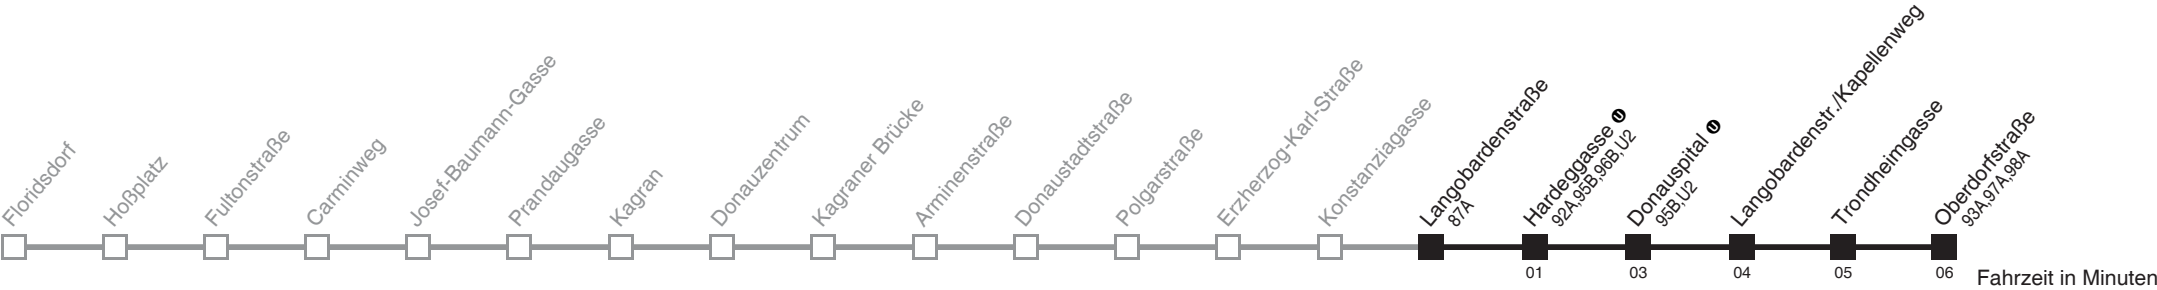 Floridsdorf
Hoßplatz
Fultonstraße
Carminweg
Josef-Baumann-Gasse
Prandaugasse
Kagran
Donauzentrum
Kagraner Brücke
Arminenstraße
Donaustadtstraße
Polgarstraße
Erzherzog-Karl-Straße
Konstanziagasse
Langobardenstraße
87A
Hardeggasse U
92A,95B,96B,U2
Donauspital U
95B,U2
Langobardenstr./Kapellenweg
Trondheimgasse
Oberdorfstraße
93A,97A,98A
01 03 04 05 06 Fahrzeit in Minuten